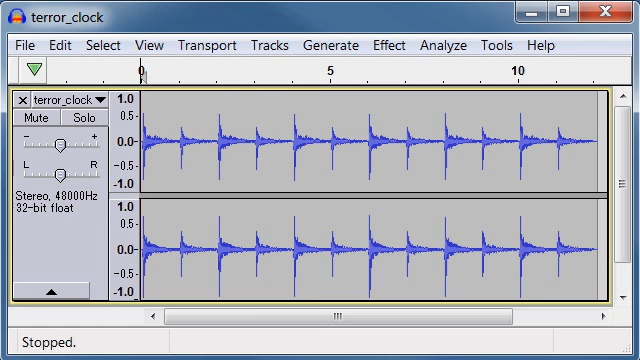 terror_clock
File Edit Select View Transport Tracks Generate Effect Analyze Tools Help
0 5 10
terror_clock
Mute Solo
- +
L R
Stereo, 48000Hz
32-bit float
1.0
0.5-
0.0-
-0.5-
-1.0
1.0
0.5-
0.0-
-0.5-
-1.0
Stopped.